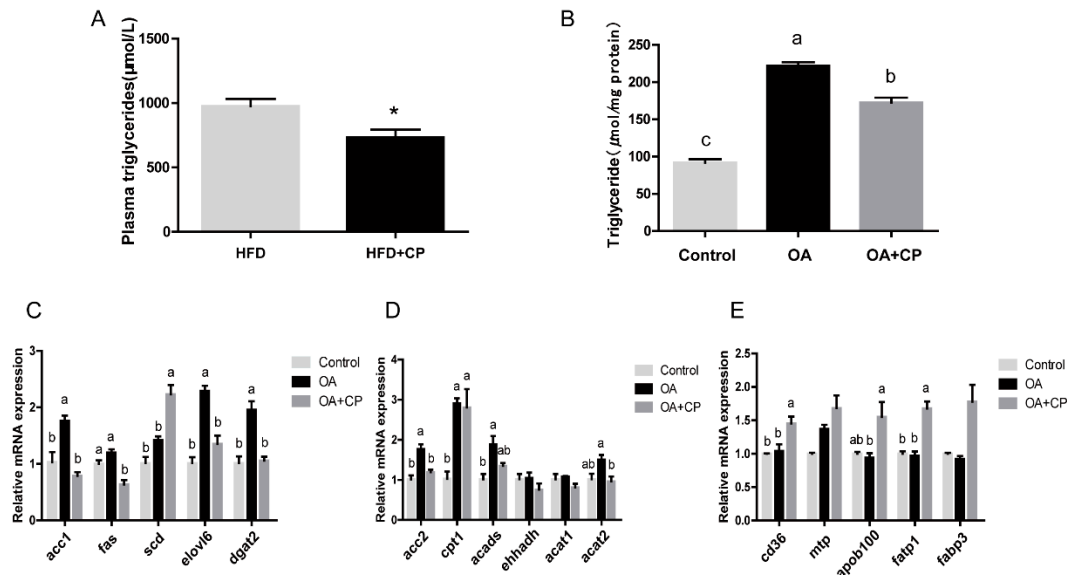 A
Plasma triglycerides(μmol/L)
1500
1000
500
0
*
HFD
HFD+CP
B
Triglyceride(μmol/mg protein)
250
200
150
100
50
0
c
a
b
Control
OA
OA+CP
C
Relative mRNA expression
3
2
1
0
b a b
a a b
b b a
b a b
b a b
acc1
fas
scd
elovl6
dgat2
Control
OA
OA+CP
D
Relative mRNA expression
4
3
2
1
0
b a b
b a a
b a ab
ab a b
acc2
cpt1
acads
ehhadh
acat1
acat2
Control
OA
OA+CP
E
Relative mRNA expression
2.5
2.0
1.5
1.0
0.5
0.0
b b a
ab b a
b b a
cd36
mtp
apob100
fatp1
fabp3
Control
OA
OA+CP